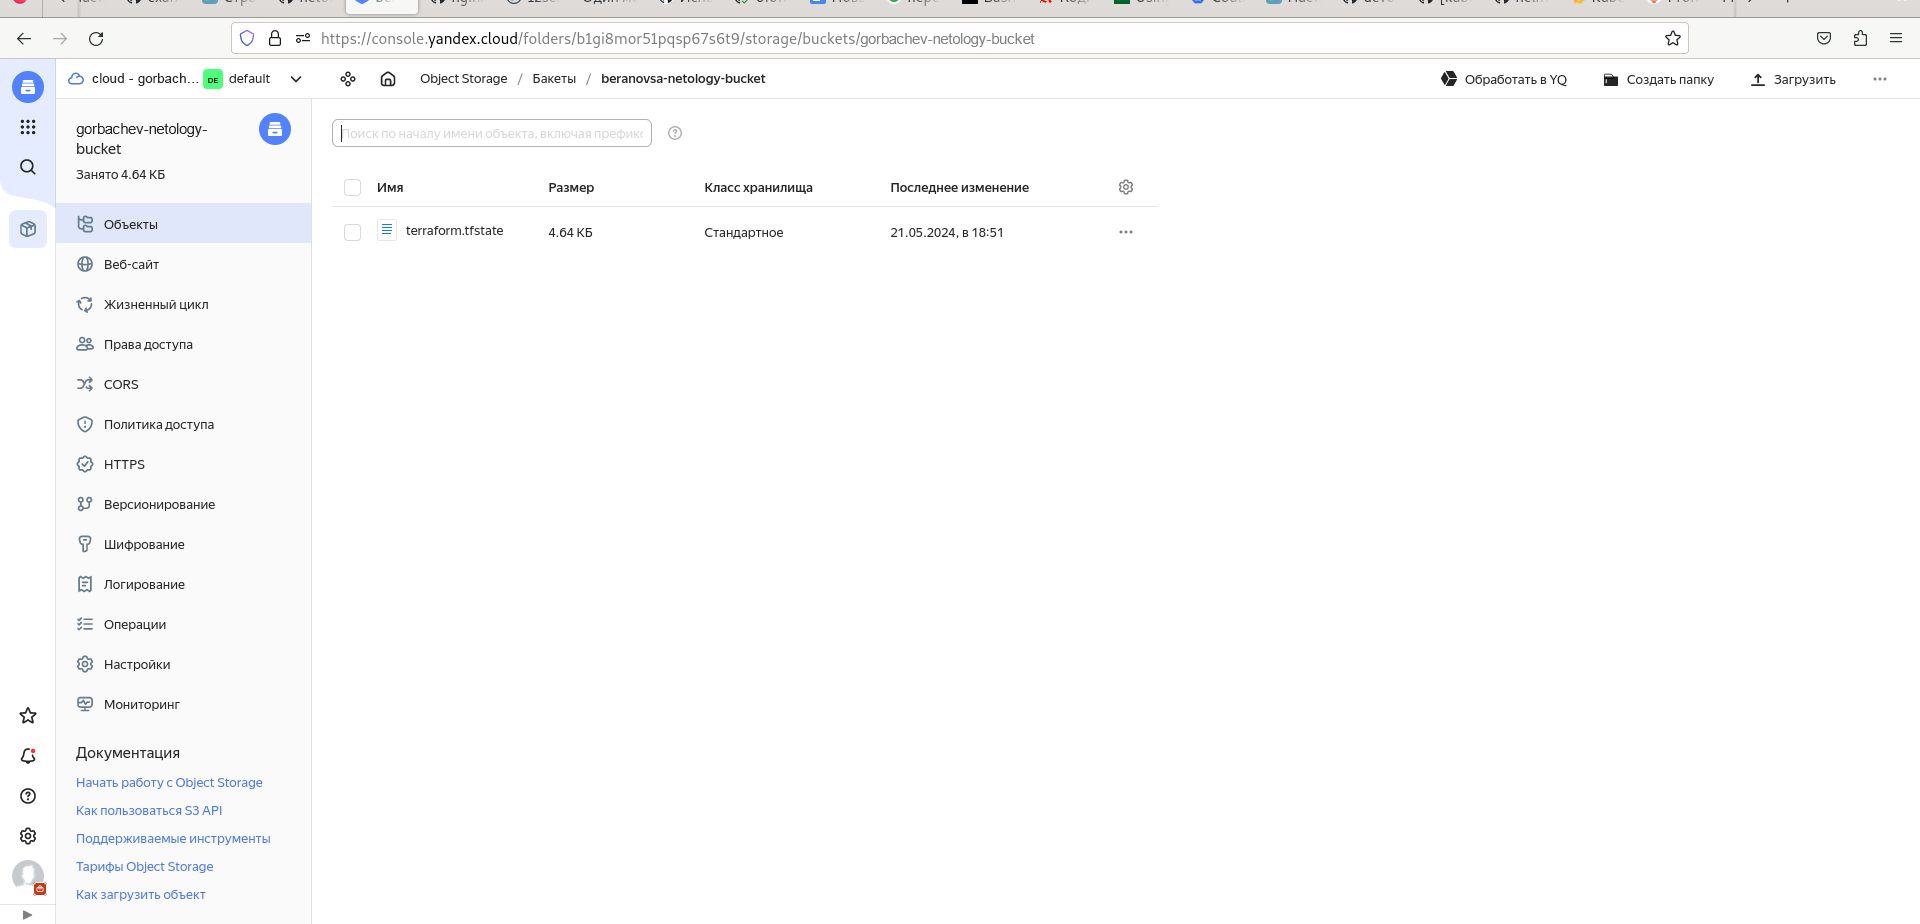 https://console.yandex.cloud/folders/b1gi8mor51pqsp67s6t9/storage/buckets/gorbachev-netology-bucket
cloud - gorbach... DE default
Object Storage / Бакеты / beranovsa-netology-bucket
Обработать в YQ
Создать папку
Загрузить
gorbachev-netology-
bucket
Занято 4.64 КБ
Объекты
Веб-сайт
Жизненный цикл
Права доступа
CORS
Политика доступа
HTTPS
Версионирование
Шифрование
Логирование
Операции
Настройки
Мониторинг
Документация
Начать работу с Object Storage
Как пользоваться S3 API
Поддерживаемые инструменты
Тарифы Object Storage
Как загрузить объект
Поиск по началу имени объекта, включая префикс
Имя Размер Класс хранилища Последнее изменение
terraform.tfstate 4.64 КБ Стандартное 21.05.2024, в 18:51